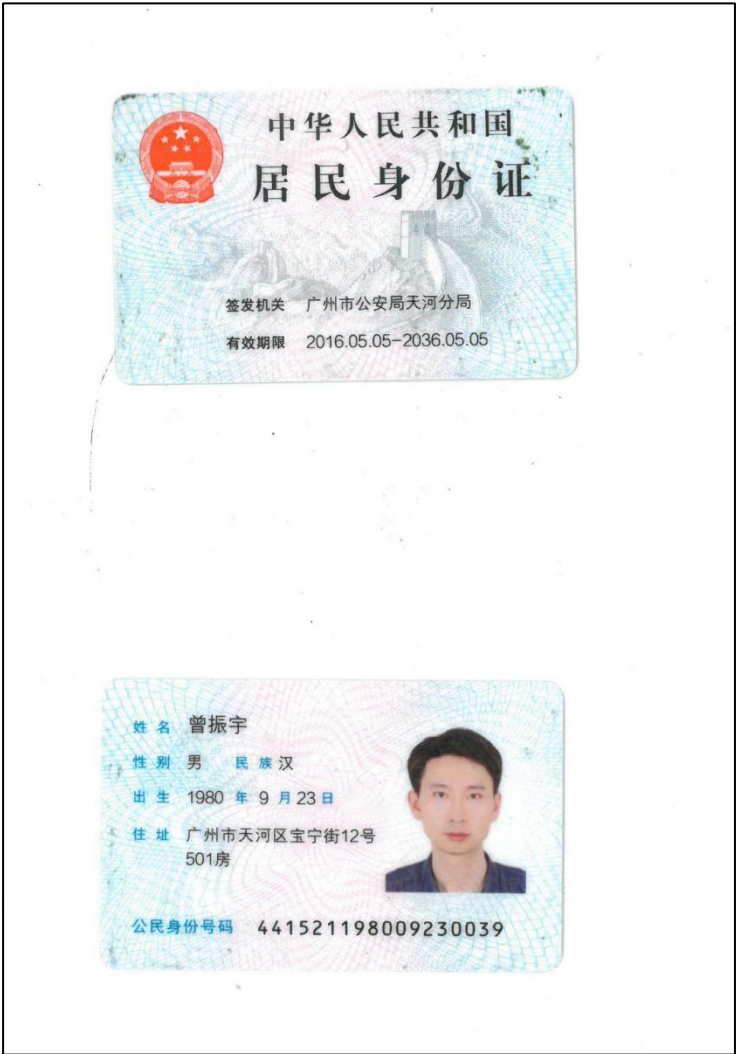 中华人民共和国
居民身份证
签发机关 广州市公安局天河分局
有效期限 2016.05.05-2036.05.05
姓名 曾振宇
性别 男 民族 汉
出生 1980 年 9 月 23 日
住址 广州市天河区宝宁街12号
501房
公民身份号码 441521198009230039